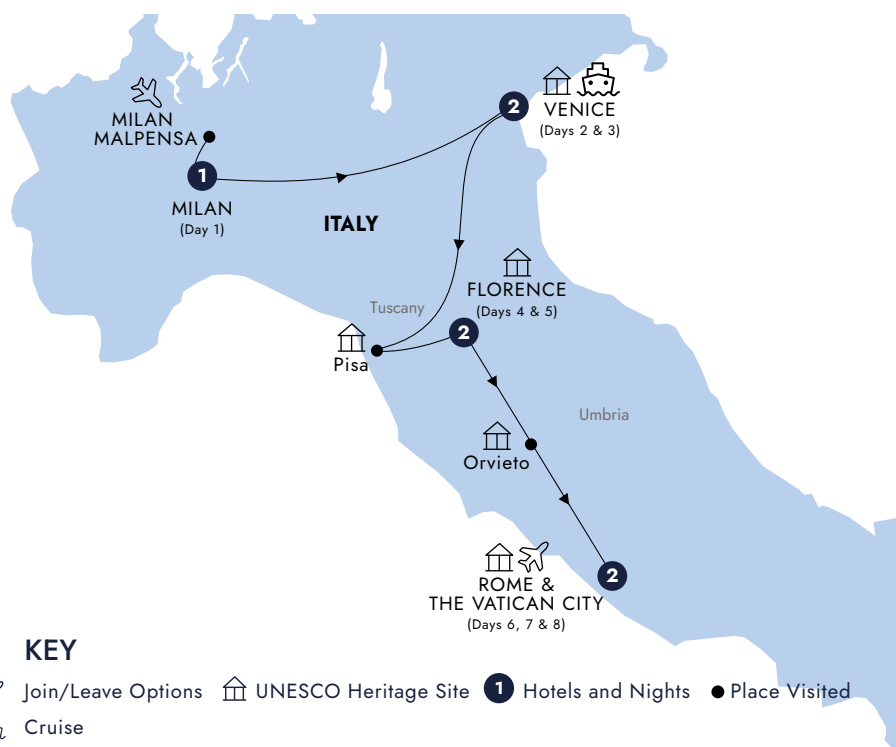 MILAN
MALPENSA
1
MILAN
(Day 1)
2
VENICE
(Days 2 & 3)
ITALY
FLORENCE
(Days 4 & 5)
2
Tuscany
Pisa
Umbria
Orvieto
2
ROME &
THE VATICAN CITY
(Days 6, 7 & 8)
KEY
Join/Leave Options UNESCO Heritage Site 1 Hotels and Nights Place Visited
Cruise